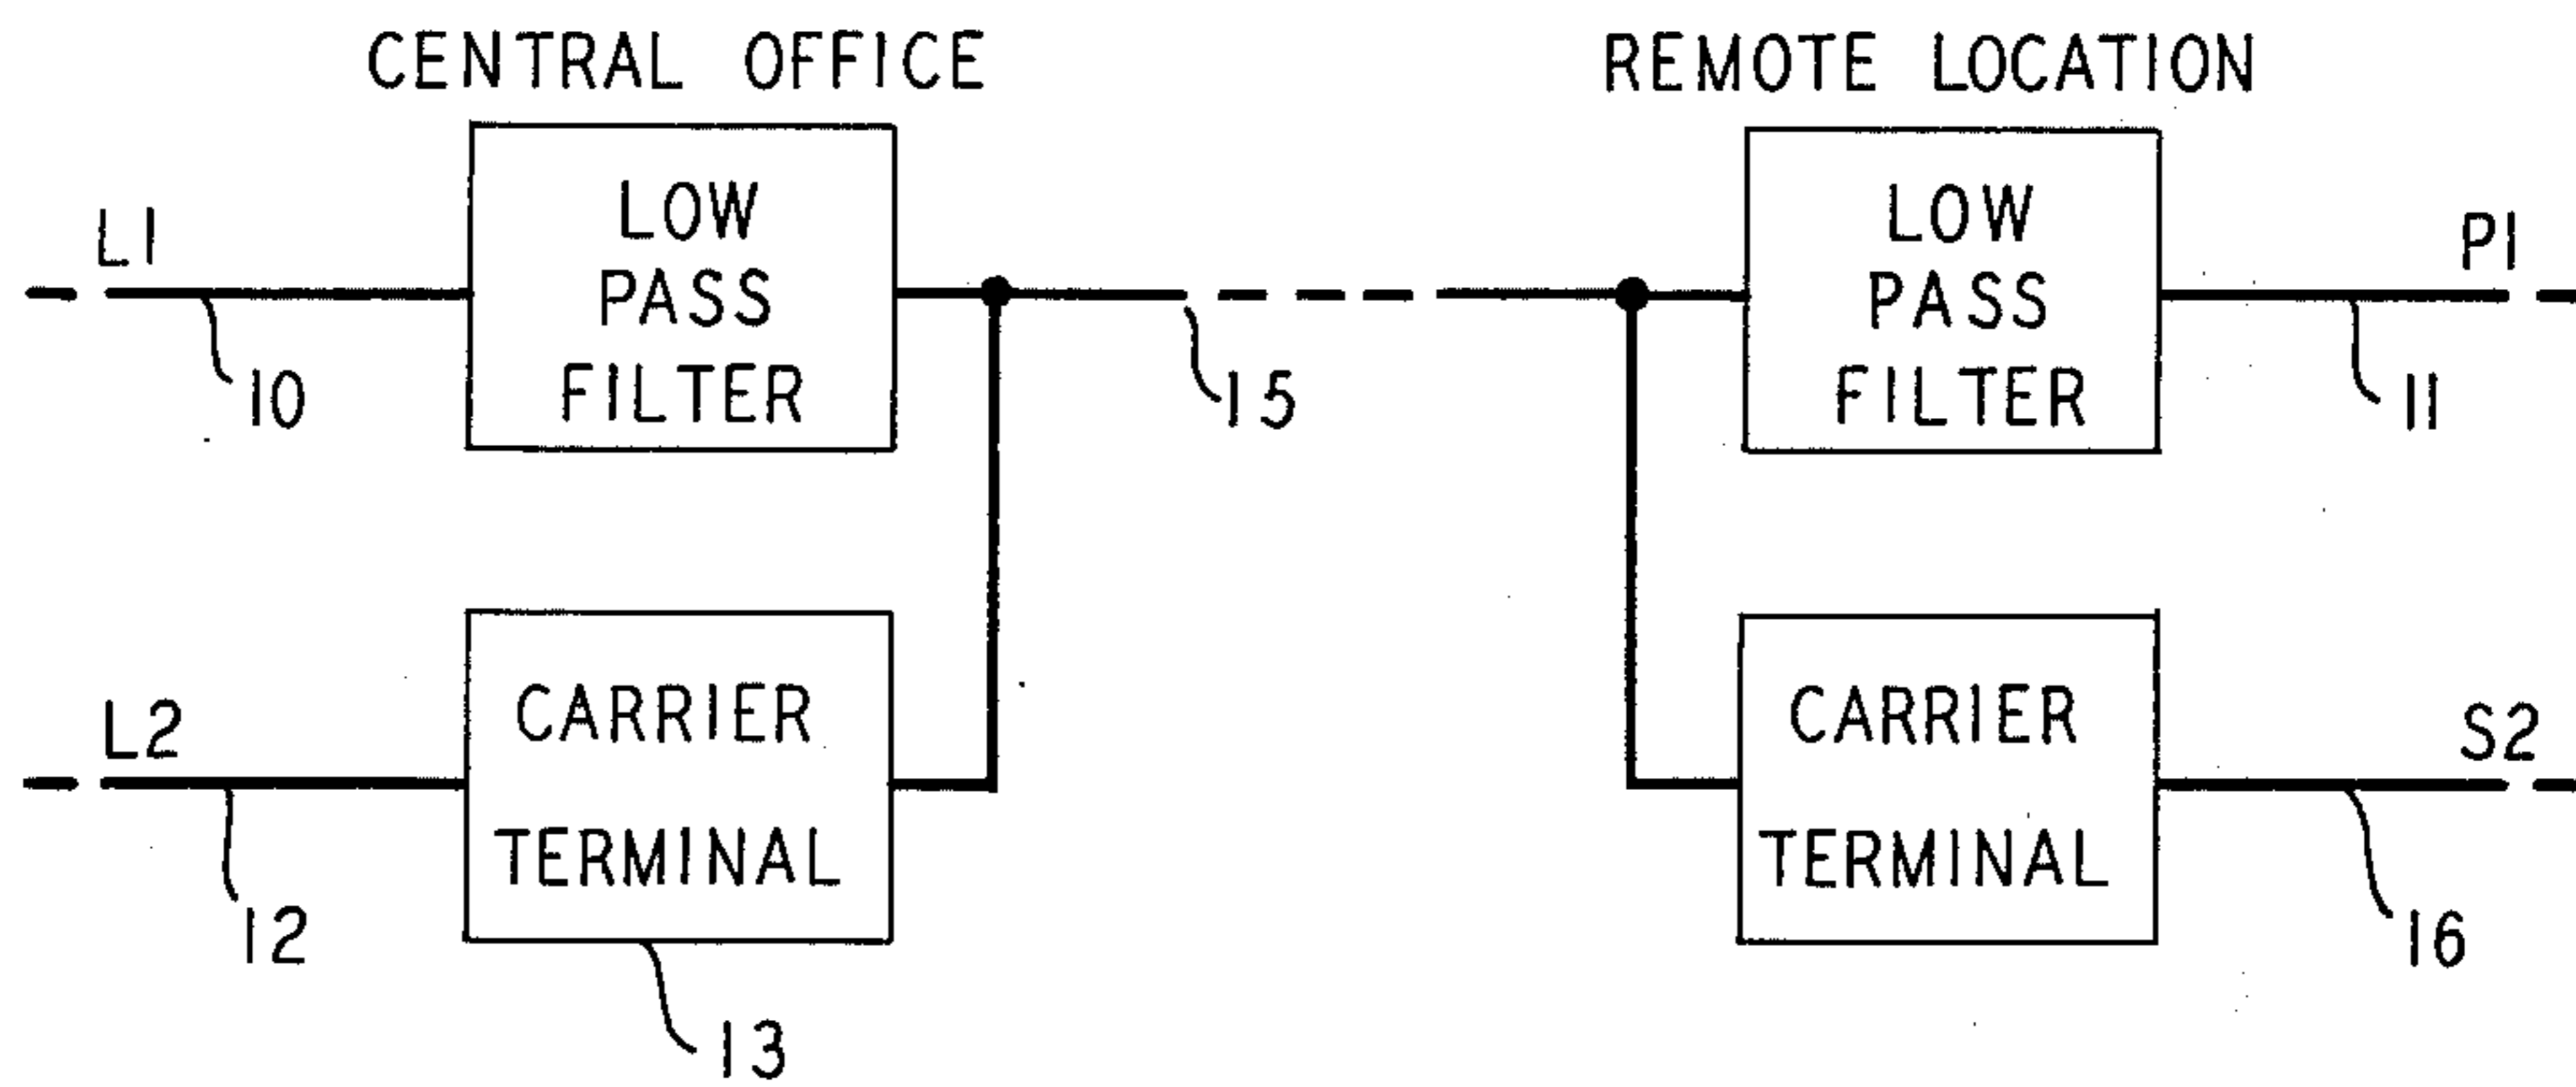 CENTRAL OFFICE
REMOTE LOCATION
L1
LOW
PASS
FILTER
10
15
LOW
PASS
FILTER
P1
11
L2
CARRIER
TERMINAL
12
13
CARRIER
TERMINAL
S2
16